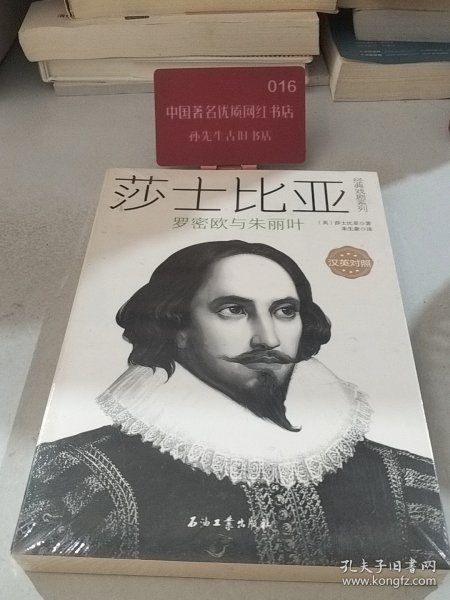 016
中国著名优质网红书店
孙先生古旧书店
莎士比亚
经典戏剧系列
罗密欧与朱丽叶
（英）莎士比亚 著
朱生豪 译
汉英对照
石油工业出版社
孔夫子旧书网
www.kongfz.com